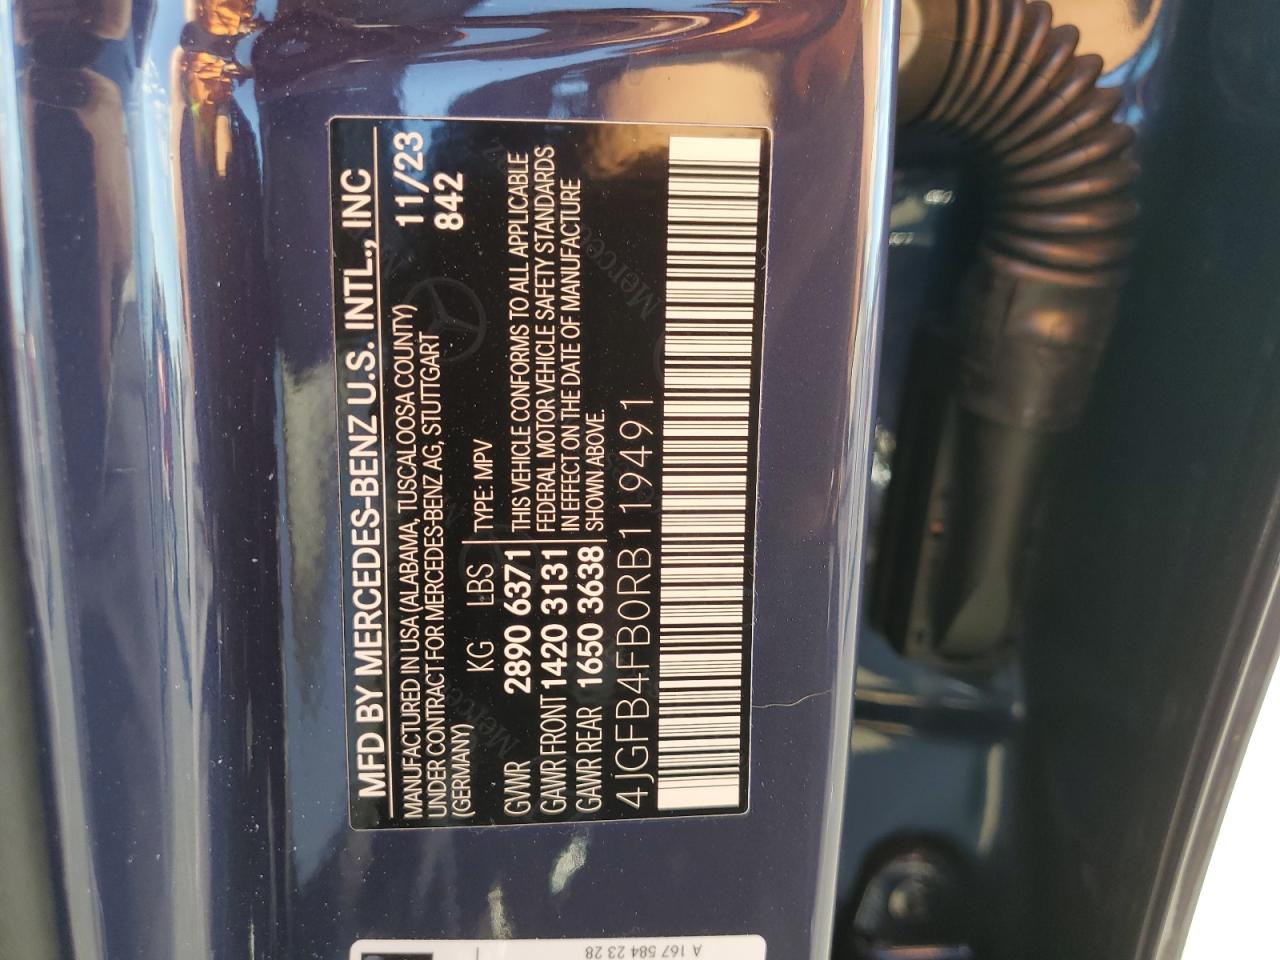 MFD BY MERCEDES-BENZ U.S. INTL., INC
MANUFACTURED IN USA (ALABAMA, TUSCALOOSA COUNTY) 11/23
UNDER CONTRACT FOR MERCEDES-BENZ AG, STUTTGART 842
(GERMANY)
KG LBS TYPE: MPV
GVWR 2890 6371 THIS VEHICLE CONFORMS TO ALL APPLICABLE
GAWR FRONT 1420 3131 FEDERAL MOTOR VEHICLE SAFETY STANDARDS
GAWR REAR 1650 3638 IN EFFECT ON THE DATE OF MANUFACTURE
SHOWN ABOVE.
4JGFB4FB0RB119491
A 167 584 23 28